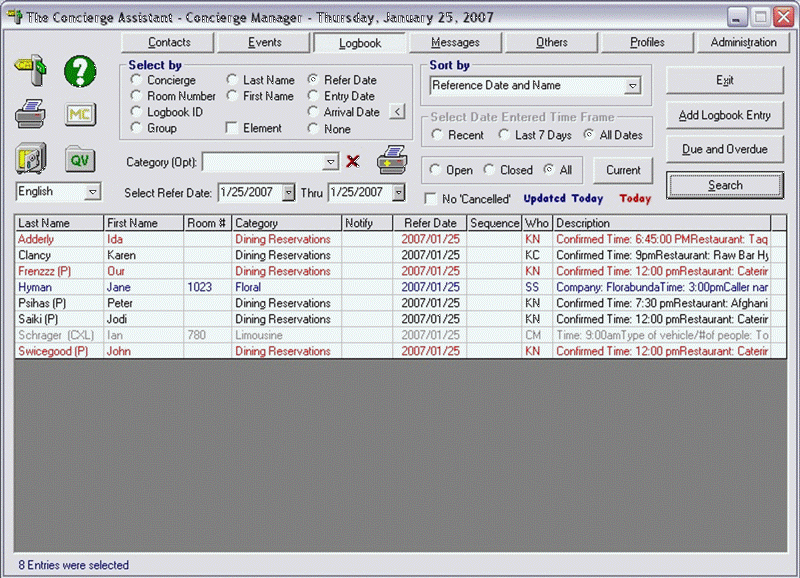 The Concierge Assistant - Concierge Manager - Thursday, January 25, 2007
Contacts Events Logbook Messages Others Profiles Administration
Select by
Concierge Last Name Refer Date
Room Number First Name Entry Date
Logbook ID Arrival Date <
Group Element None
Sort by
Reference Date and Name
Select Date Entered Time Frame
Recent Last 7 Days All Dates
Exit
Add Logbook Entry
Due and Overdue
Search
MC
QV
Category (Opt):
Open Closed All Current
English
Select Refer Date: 1/25/2007 Thru 1/25/2007
No 'Cancelled' Updated Today Today
Last Name First Name Room # Category Notify Refer Date Sequence Who Description
Adderly Ida Dining Reservations 2007/01/25 KN Confirmed Time: 6:45:00 PMRestaurant: Taq
Clancy Karen Dining Reservations 2007/01/25 KC Confirmed Time: 9pmRestaurant: Raw Bar Hy
Frenzzz (P) Our Dining Reservations 2007/01/25 KN Confirmed Time: 12:00 pmRestaurant: Caterir
Hyman Jane 1023 Floral 2007/01/25 SS Company: FlorabundaTime: 3:00pmCaller nar
Psihas (P) Peter Dining Reservations 2007/01/25 KN Confirmed Time: 7:30 pmRestaurant: Afghani
Saiki (P) Jodi Dining Reservations 2007/01/25 KN Confirmed Time: 12:00 pmRestaurant: Caterir
Schrager (CXL) Ian 780 Limousine 2007/01/25 CM Time: 9:00amType of vehicle/#of people: To
Swicegood (P) John Dining Reservations 2007/01/25 KN Confirmed Time: 12:00 pmRestaurant: Caterir
8 Entries were selected